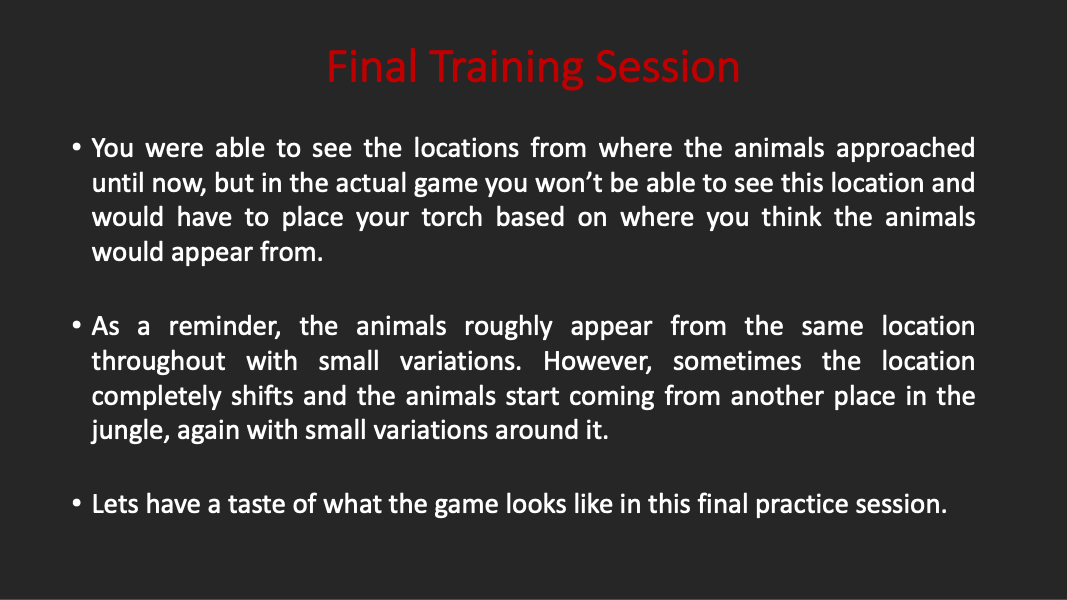 Final Training Session
• You were able to see the locations from where the animals approached
until now, but in the actual game you won’t be able to see this location and
would have to place your torch based on where you think the animals
would appear from.
• As a reminder, the animals roughly appear from the same location
throughout with small variations. However, sometimes the location
completely shifts and the animals start coming from another place in the
jungle, again with small variations around it.
• Lets have a taste of what the game looks like in this final practice session.